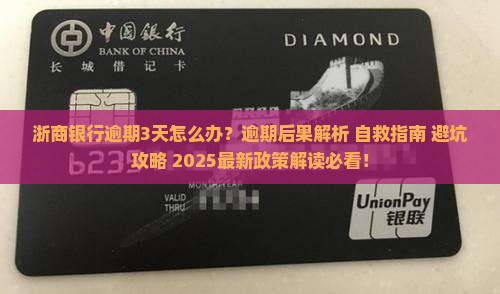 中国银行
BANK OF CHINA
长城借记卡
DIAMOND
浙商银行逾期3天怎么办？逾期后果解析 自救指南 避坑
攻略 2025最新政策解读必看！
UnionPay
银联